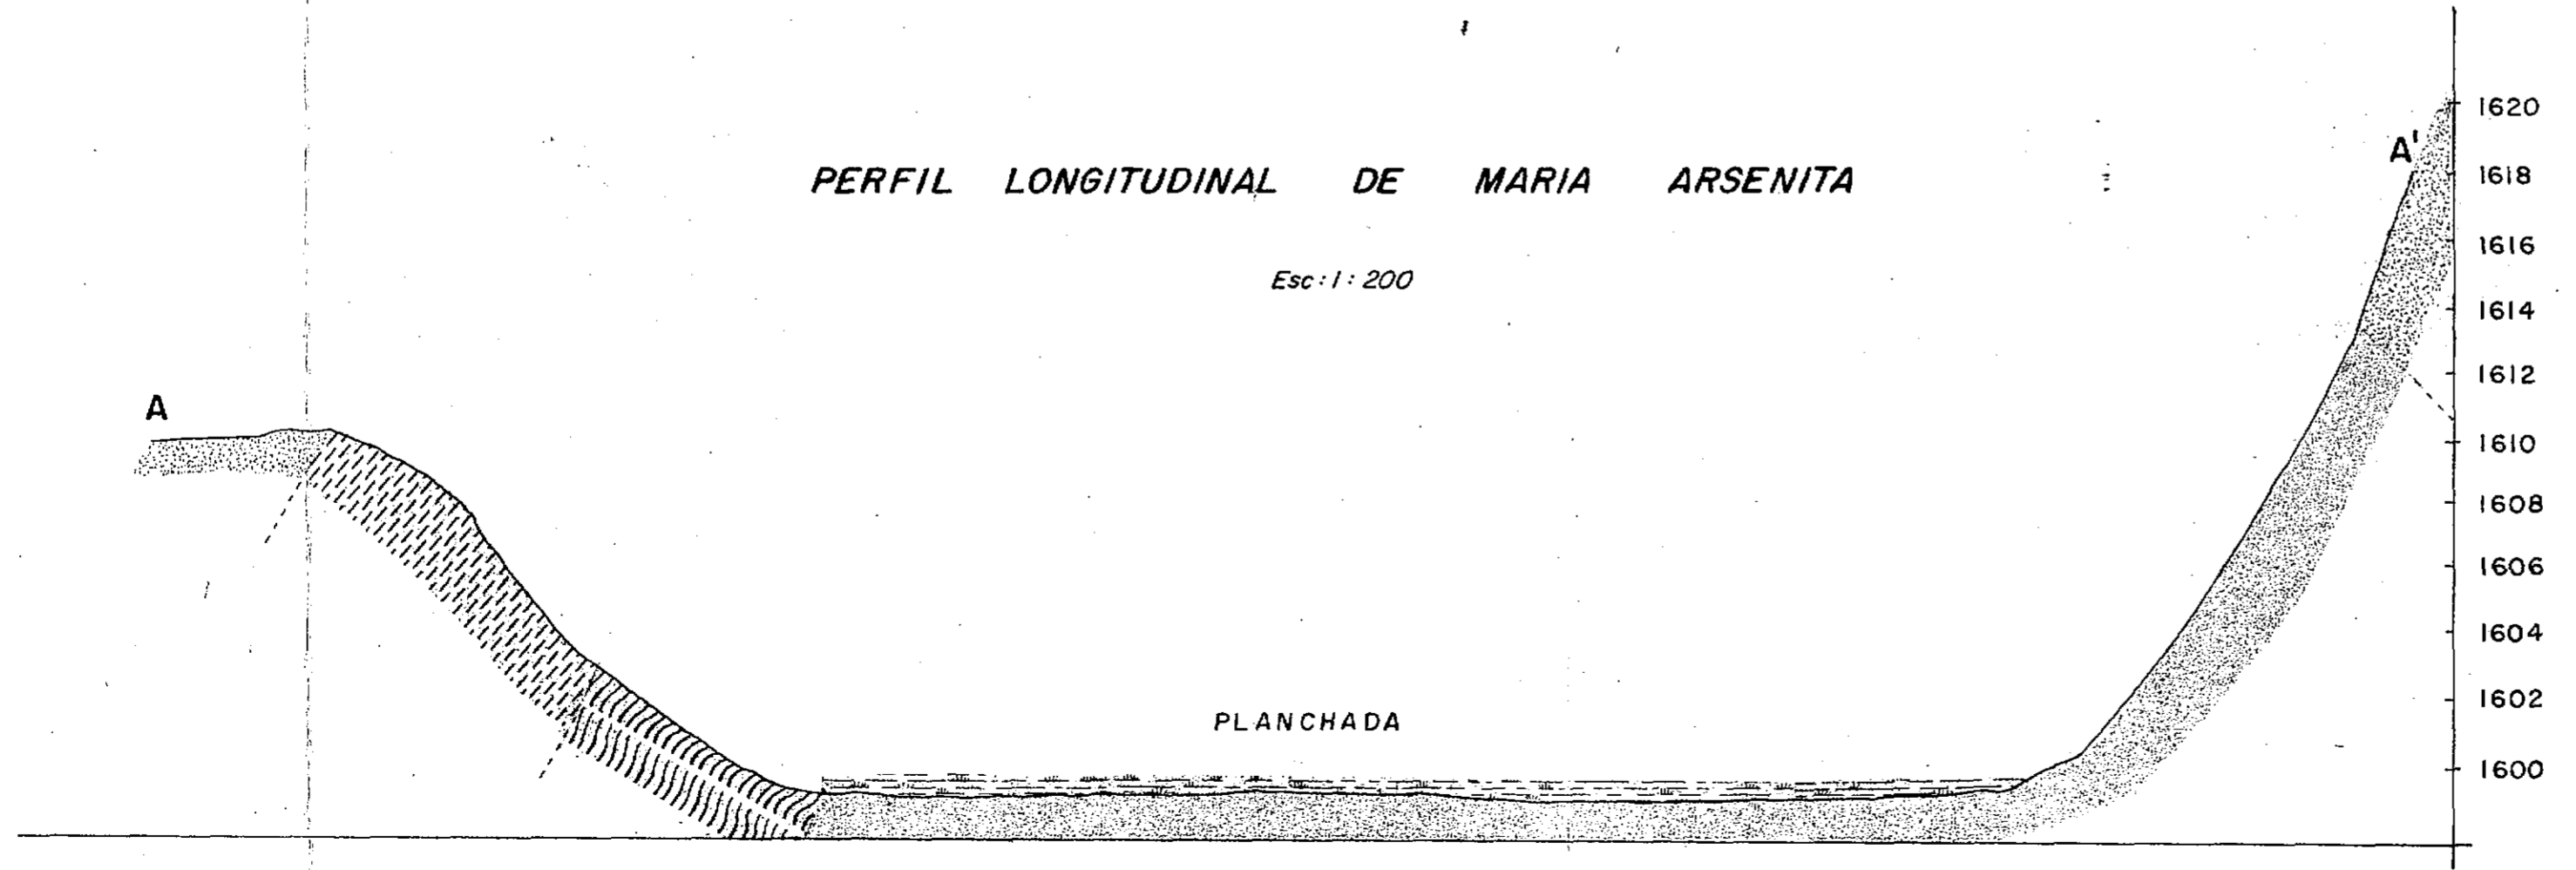 PERFIL LONGITUDINAL DE MARIA ARSENITA
Esc: 1: 200
A
A'
PLANCHADA
1620
1618
1616
1614
1612
1610
1608
1606
1604
1602
1600